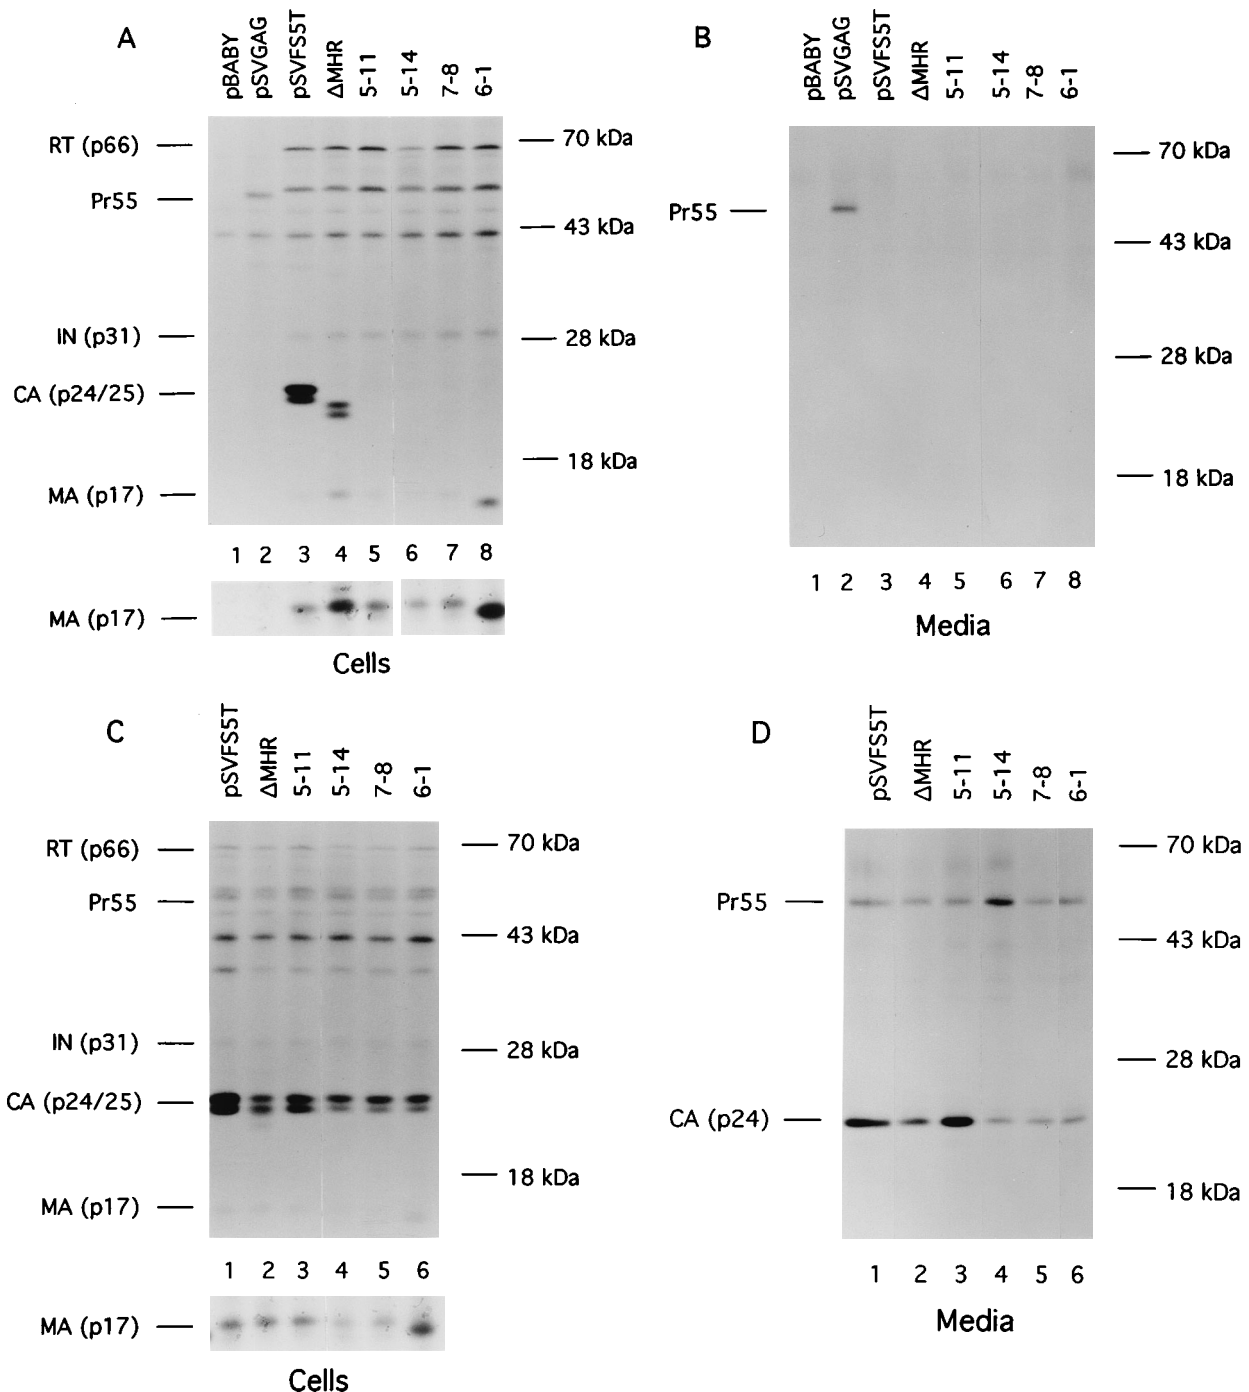 A
pBABY
pSVGAG
pSVFS5T
ΔMHR
5-11
5-14
7-8
6-1
RT (p66)
Pr55
IN (p31)
CA (p24/25)
MA (p17)
70 kDa
43 kDa
28 kDa
18 kDa
1 2 3 4 5 6 7 8
MA (p17)
Cells
B
pBABY
pSVGAG
pSVFS5T
ΔMHR
5-11
5-14
7-8
6-1
Pr55
70 kDa
43 kDa
28 kDa
18 kDa
1 2 3 4 5 6 7 8
Media
C
pSVFS5T
ΔMHR
5-11
5-14
7-8
6-1
RT (p66)
Pr55
IN (p31)
CA (p24/25)
MA (p17)
70 kDa
43 kDa
28 kDa
18 kDa
1 2 3 4 5 6
MA (p17)
Cells
D
pSVFS5T
ΔMHR
5-11
5-14
7-8
6-1
Pr55
CA (p24)
70 kDa
43 kDa
28 kDa
18 kDa
1 2 3 4 5 6
Media